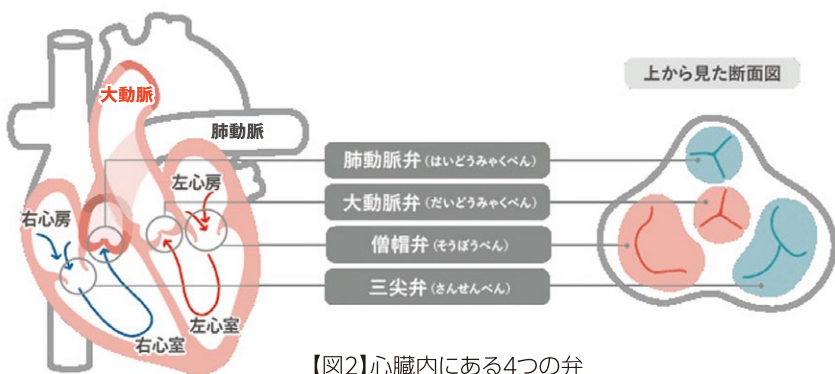 上から見た断面図
大動脈
肺動脈
肺動脈弁(はいどうみゃくべん)
左心房
大動脈弁(だいどうみゃくべん)
右心房
僧帽弁(そうぼうべん)
三尖弁(さんせんべん)
左心室
右心室
【図2】心臓内にある4つの弁